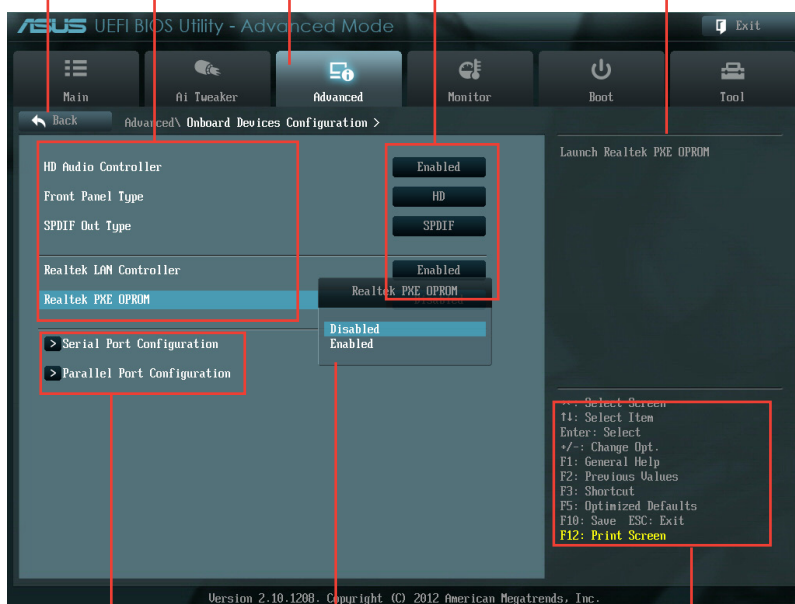 ASUS UEFI BIOS Utility - Advanced Mode
Exit
Main
Ai Tweaker
Advanced
Monitor
Boot
Tool
Back
Advanced\ Onboard Devices Configuration >
HD Audio Controller
Enabled
Front Panel Type
HD
SPDIF Out Type
SPDIF
Realtek LAN Controller
Enabled
Realtek PXE OPROM
Realtek PXE OPROM
Disabled
Enabled
> Serial Port Configuration
> Parallel Port Configuration
Launch Realtek PXE OPROM
→←: Select Screen
↑↓: Select Item
Enter: Select
+/-: Change Opt.
F1: General Help
F2: Previous Values
F3: Shortcut
F5: Optimized Defaults
F10: Save ESC: Exit
F12: Print Screen
Version 2.10.1208. Copyright (C) 2012 American Megatrends, Inc.